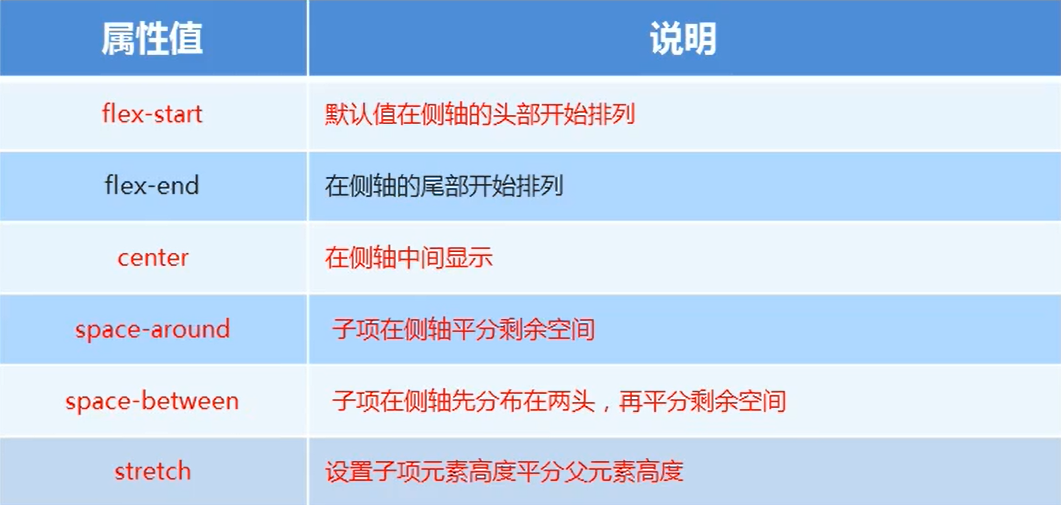 属性值 说明
flex-start 默认值在侧轴的头部开始排列
flex-end 在侧轴的尾部开始排列
center 在侧轴中间显示
space-around 子项在侧轴平分剩余空间
space-between 子项在侧轴先分布在两头，再平分剩余空间
stretch 设置子项元素高度平分父元素高度